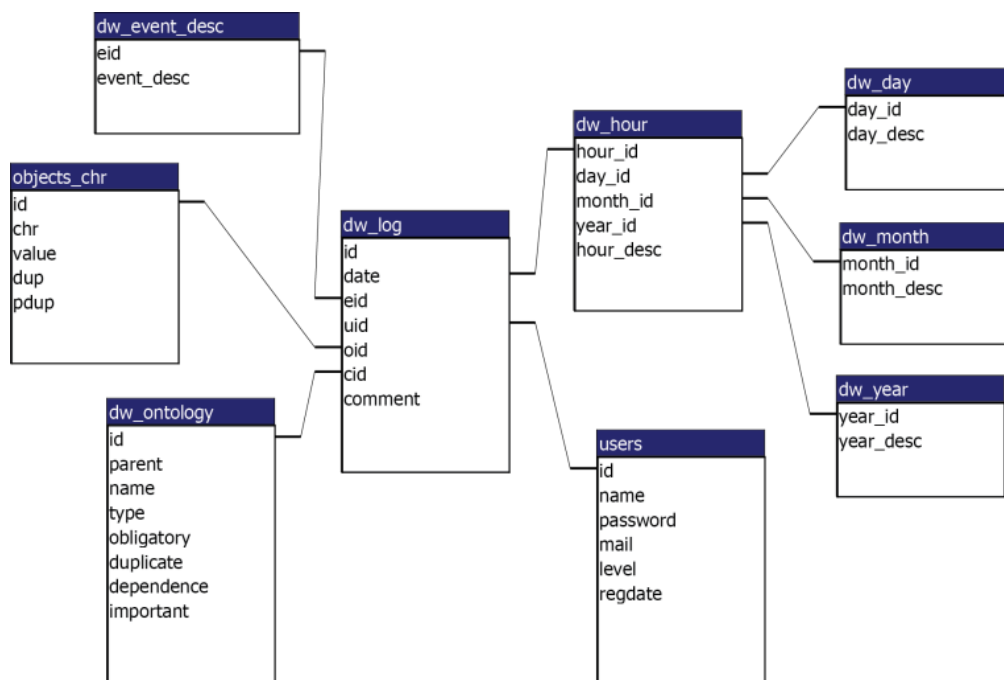 dw_event_desc
eid
event_desc
objects_chr
id
chr
value
dup
pdup
dw_ontology
id
parent
name
type
obligatory
duplicate
dependence
important
dw_log
id
date
eid
uid
oid
cid
comment
dw_hour
hour_id
day_id
month_id
year_id
hour_desc
users
id
name
password
mail
level
regdate
dw_day
day_id
day_desc
dw_month
month_id
month_desc
dw_year
year_id
year_desc